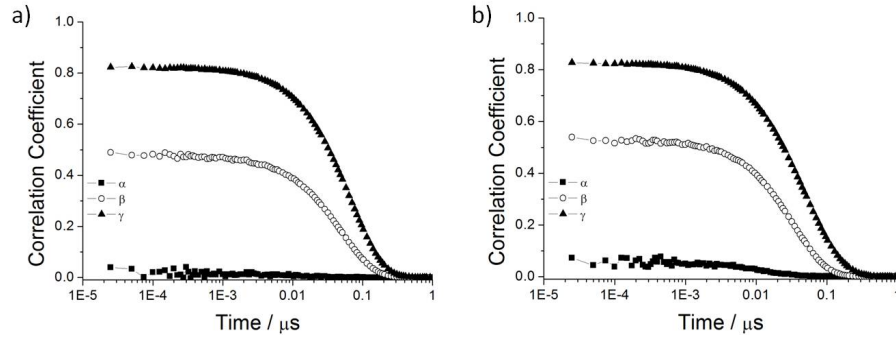 a)
1.0
0.8
0.6
0.4
0.2
0.0
Correlation Coefficient
α
β
γ
1E-5
1E-4
1E-3
0.01
0.1
1
Time / μs
b)
1.0
0.8
0.6
0.4
0.2
0.0
Correlation Coefficient
α
β
γ
1E-5
1E-4
1E-3
0.01
0.1
1
Time / μs